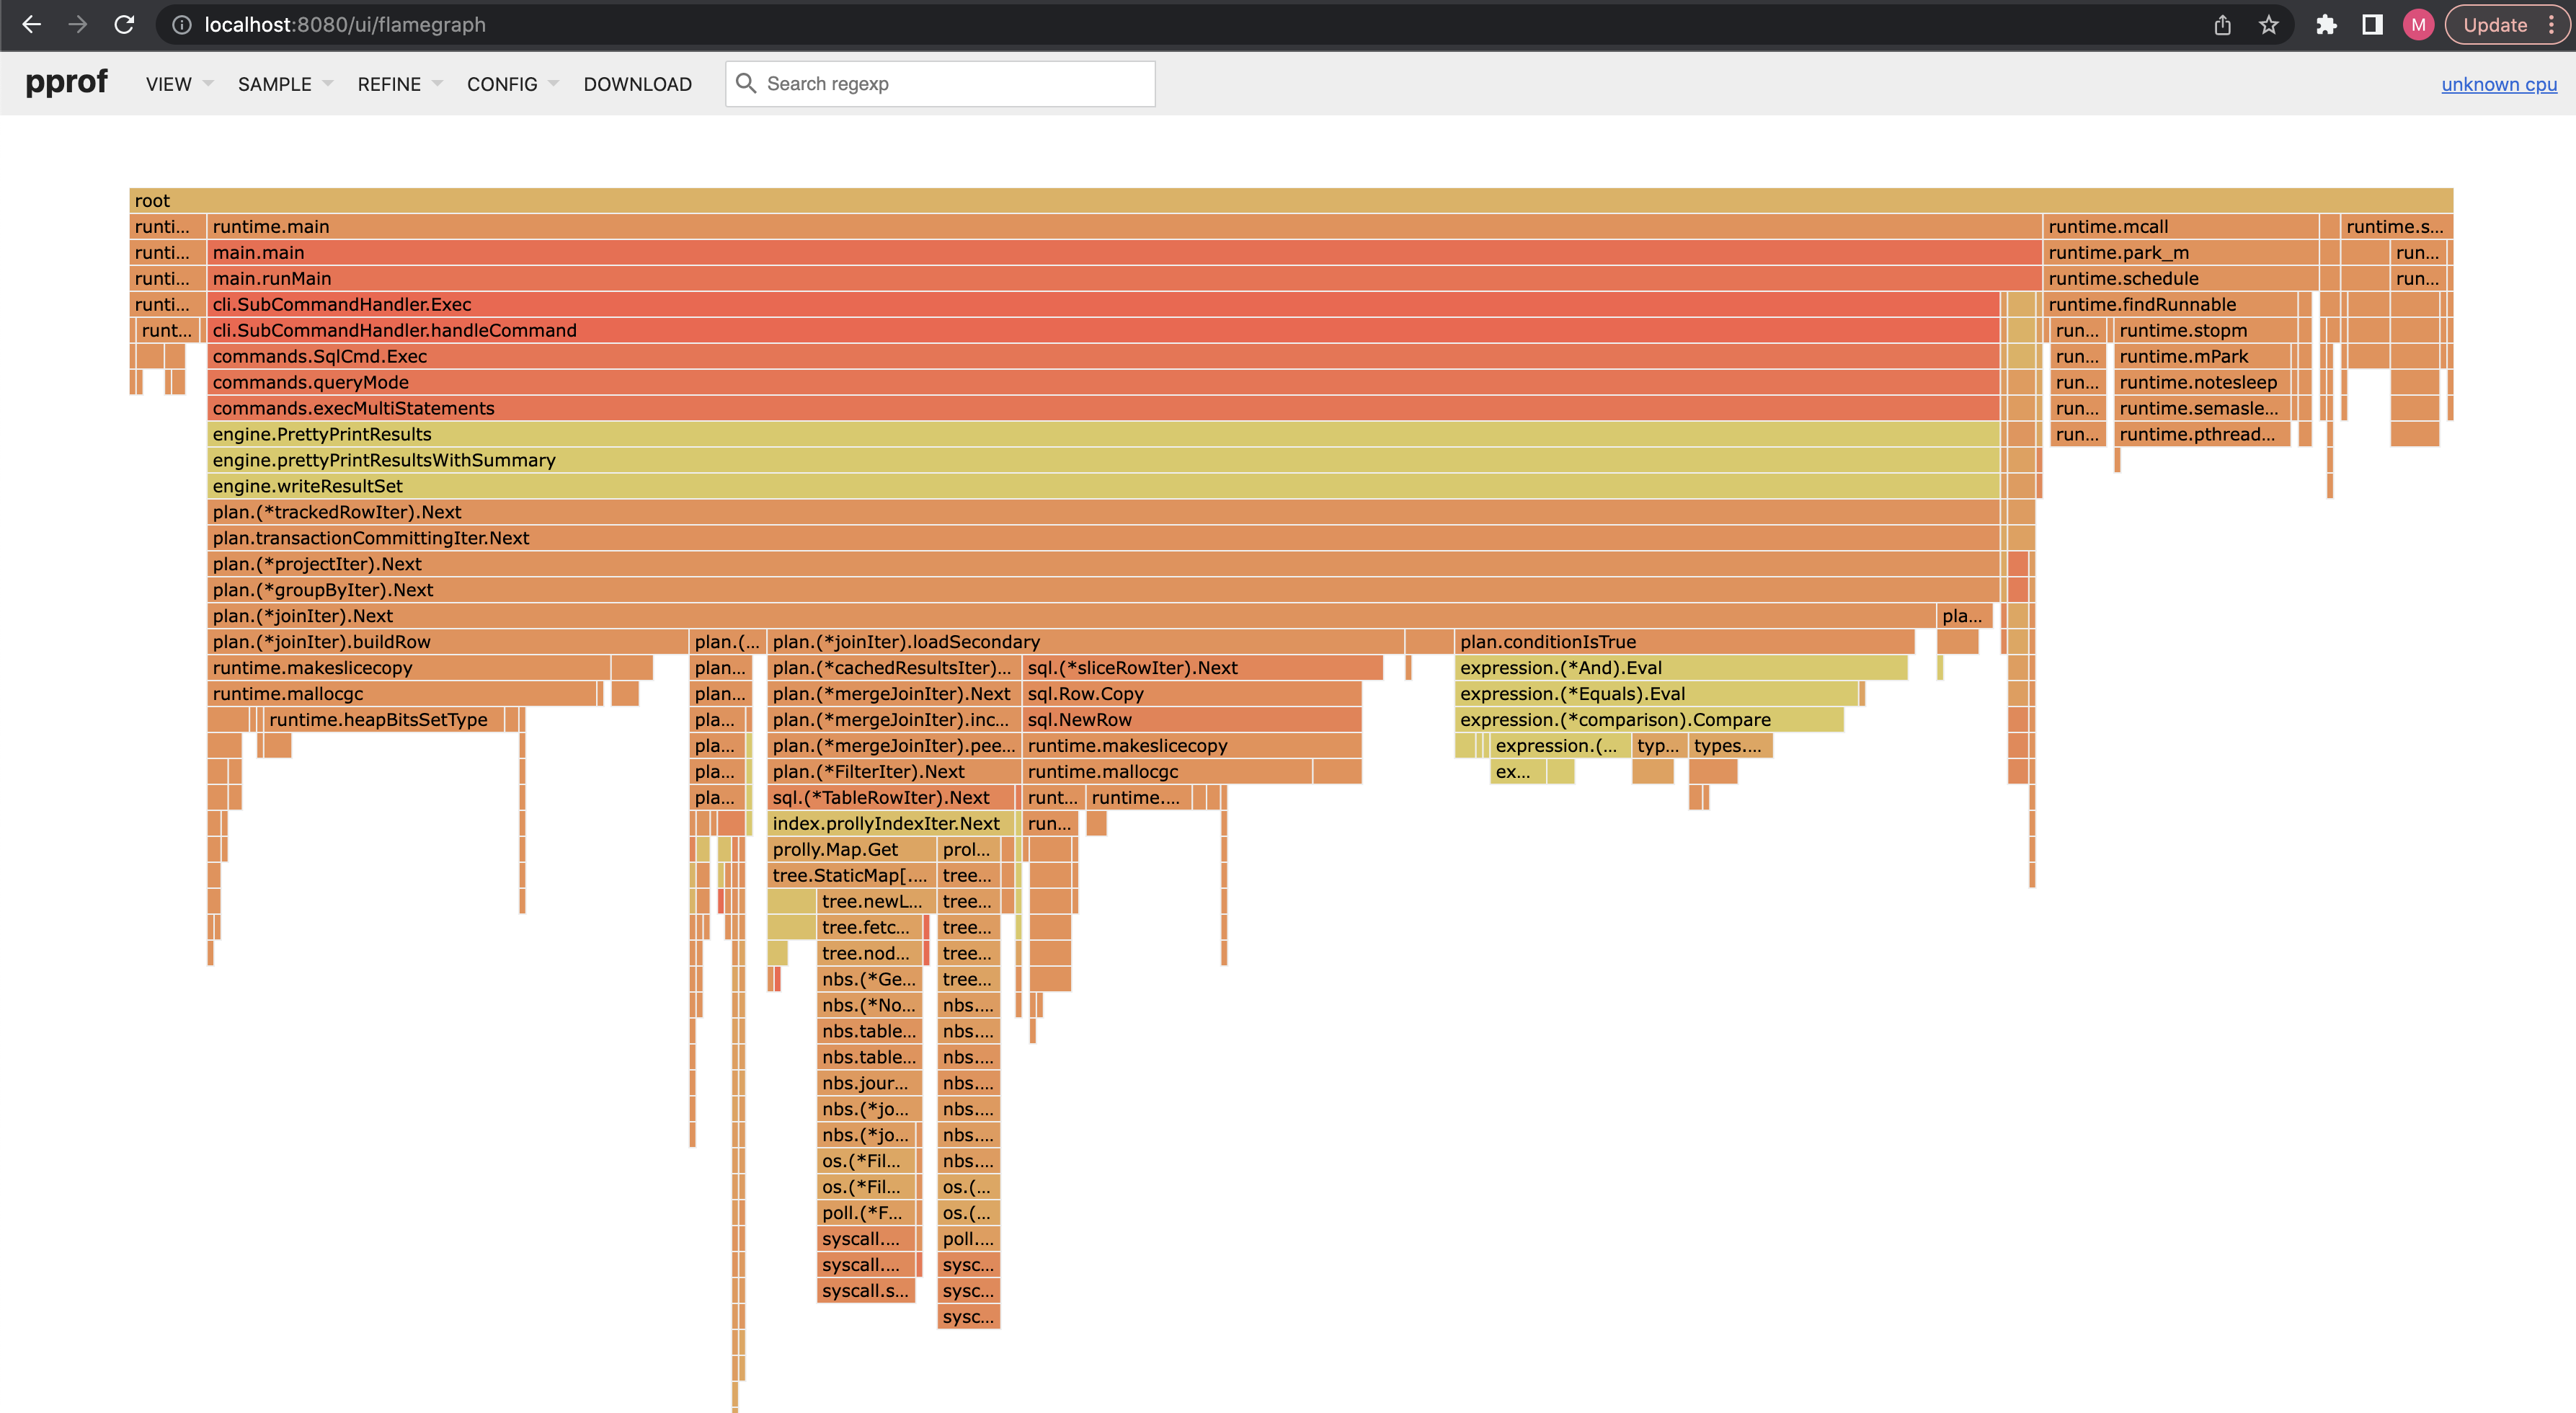 localhost:8080/ui/flamegraph M Update
pprof VIEW SAMPLE REFINE CONFIG DOWNLOAD Search regexp unknown cpu
root
runti... runtime.main runtime.mcall runtime.s...
runti... main.main runtime.park_m run...
runti... main.runMain runtime.schedule run...
runti... cli.SubCommandHandler.Exec runtime.findRunnable
runt... cli.SubCommandHandler.handleCommand run... runtime.stopm
commands.SqlCmd.Exec run... runtime.mPark
commands.queryMode run... runtime.notesleep
commands.execMultiStatements run... runtime.semasle...
engine.PrettyPrintResults run... runtime.pthread...
engine.prettyPrintResultsWithSummary
engine.writeResultSet
plan.(*trackedRowIter).Next
plan.transactionCommittingIter.Next
plan.(*projectIter).Next
plan.(*groupByIter).Next
plan.(*joinIter).Next pla...
plan.(*joinIter).buildRow plan.(... plan.(*joinIter).loadSecondary plan.conditionIsTrue
runtime.makeslicecopy plan... plan.(*cachedResultsIter)... sql.(*sliceRowIter).Next expression.(*And).Eval
runtime.mallocgc plan... plan.(*mergeJoinIter).Next sql.Row.Copy expression.(*Equals).Eval
runtime.heapBitsSetType pla... plan.(*mergeJoinIter).inc... sql.NewRow expression.(*comparison).Compare
pla... plan.(*mergeJoinIter).pee... runtime.makeslicecopy expression.(... typ... types....
pla... plan.(*FilterIter).Next runtime.mallocgc ex...
pla... sql.(*TableRowIter).Next runt... runtime....
index.prollyIndexIter.Next run...
prolly.Map.Get prol...
tree.StaticMap[.... tree...
tree.newL... tree...
tree.fetc... tree...
tree.nod... tree...
nbs.(*Ge... tree...
nbs.(*No... nbs....
nbs.table... nbs....
nbs.table... nbs....
nbs.jour... nbs....
nbs.(*jo... nbs....
nbs.(*jo... nbs....
os.(*Fil... nbs....
os.(*Fil... os.(...
poll.(*F... os.(...
syscall.... poll....
syscall.... sysc...
syscall.s... sysc...
sysc...